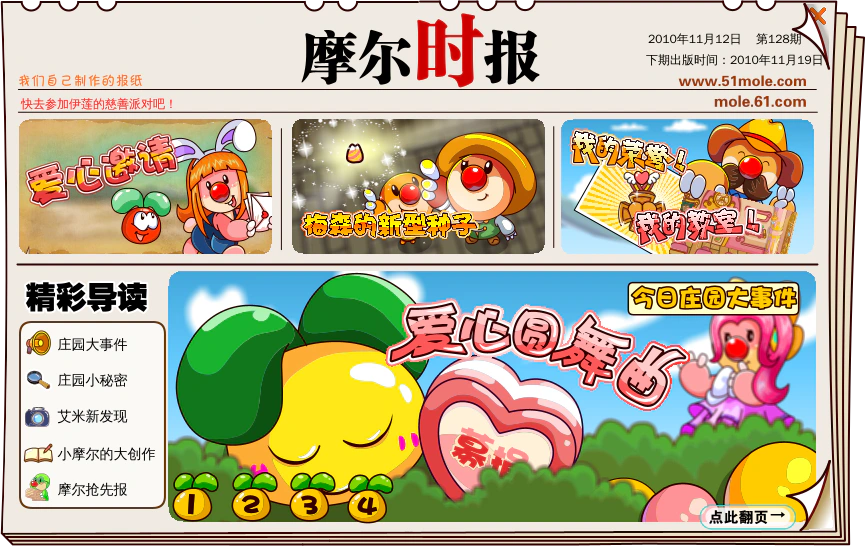 摩尔时报
2010年11月12日 第128期
下期出版时间：2010年11月19日
我们自己制作的报纸
www.51mole.com
快去参加伊莲的慈善派对吧！
mole.61.com
爱心邀请
梅森的新型种子
我的荣誉！
我的教室！
精彩导读
庄园大事件
庄园小秘密
艾米新发现
小摩尔的大创作
摩尔抢先报
今日庄园大事件
爱心圆舞曲
1 2 3 4
点此翻页→